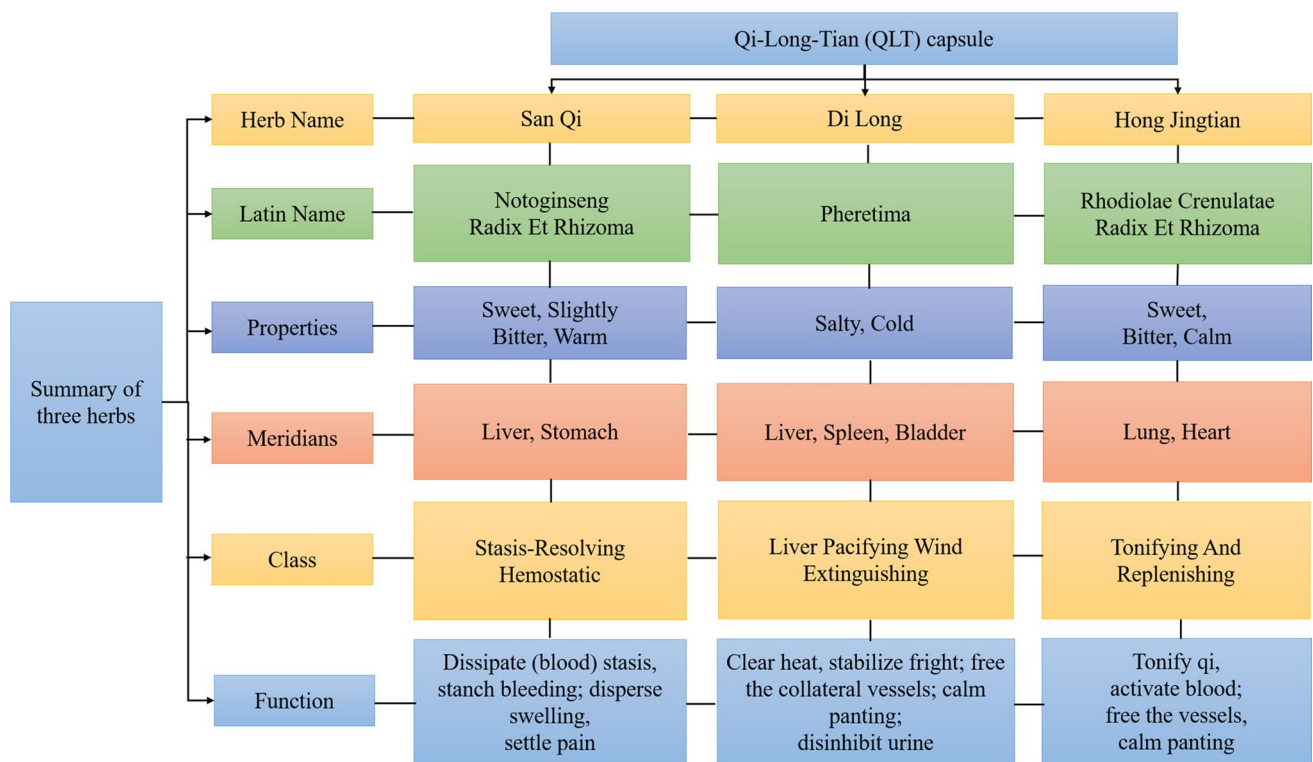 Qi-Long-Tian (QLT) capsule
Herb Name
San Qi
Di Long
Hong Jingtian
Latin Name
Notoginseng
Radix Et Rhizoma
Pheretima
Rhodiolae Crenulatae
Radix Et Rhizoma
Properties
Sweet, Slightly
Bitter, Warm
Salty, Cold
Sweet,
Bitter, Calm
Summary of
three herbs
Meridians
Liver, Stomach
Liver, Spleen, Bladder
Lung, Heart
Class
Stasis-Resolving
Hemostatic
Liver Pacifying Wind
Extinguishing
Tonifying And
Replenishing
Function
Dissipate (blood) stasis,
stanch bleeding; disperse
swelling,
settle pain
Clear heat, stabilize fright; free
the collateral vessels; calm
panting;
disinhibit urine
Tonify qi,
activate blood;
free the vessels,
calm panting